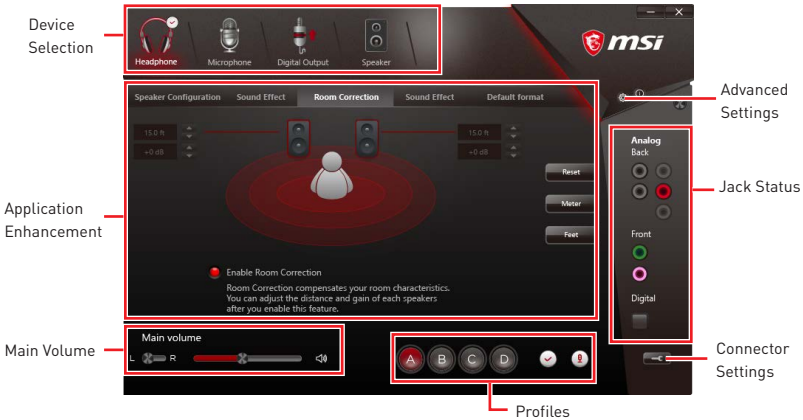 Device
Selection
Headphone
Microphone
Digital Output
Speaker
msi
Speaker Configuration
Sound Effect
Room Correction
Sound Effect
Default format
Advanced
Settings
15.0 ft
+0 dB
15.0 ft
+0 dB
Reset
Meter
Feet
Analog
Back
Front
Digital
Jack Status
Application
Enhancement
Enable Room Correction
Room Correction compensates your room characteristics.
You can adjust the distance and gain of each speakers
after you enable this feature.
Main Volume
Main volume
L
R
A
B
C
D
Connector
Settings
Profiles